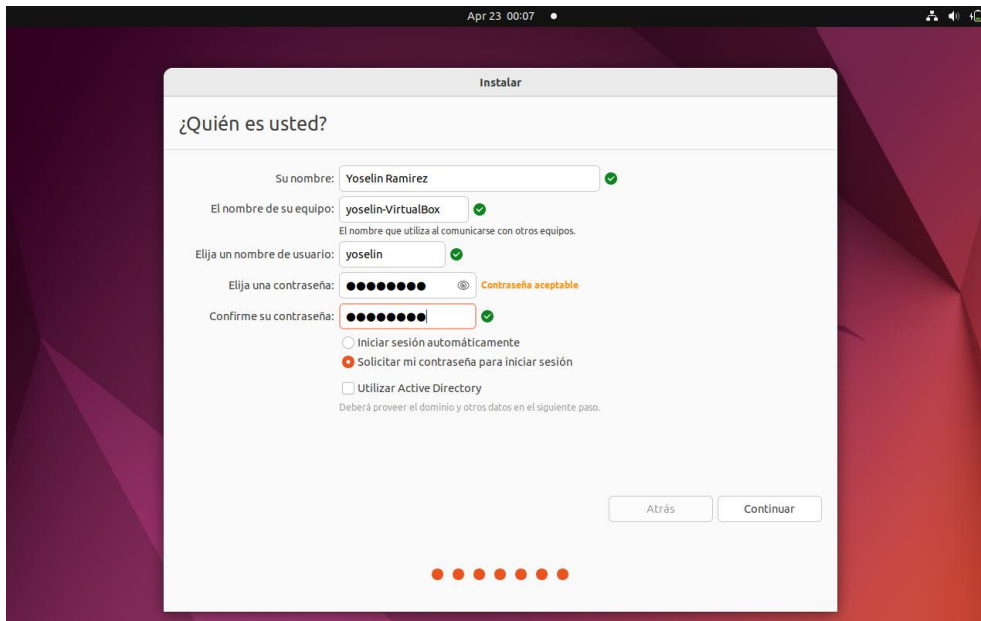 Apr 23 00:07
Instalar
¿Quién es usted?
Su nombre: Yoselin Ramirez
El nombre de su equipo: yoselin-VirtualBox
El nombre que utiliza al comunicarse con otros equipos.
Elija un nombre de usuario: yoselin
Elija una contraseña: ●●●●●●●● Contraseña aceptable
Confirme su contraseña: ●●●●●●●●
Iniciar sesión automáticamente
Solicitar mi contraseña para iniciar sesión
Utilizar Active Directory
Deberá proveer el dominio y otros datos en el siguiente paso.
Atrás Continuar